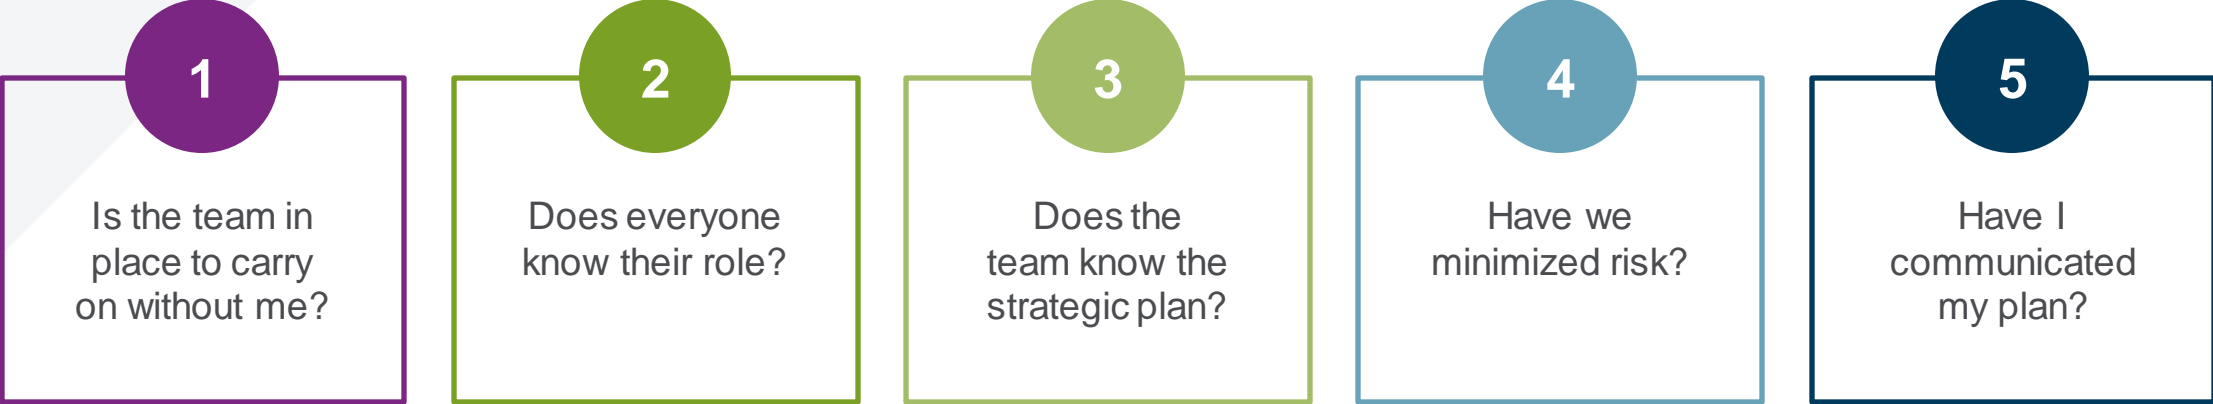 1
Is the team in
place to carry
on without me?
2
Does everyone
know their role?
3
Does the
team know the
strategic plan?
4
Have we
minimized risk?
5
Have I
communicated
my plan?